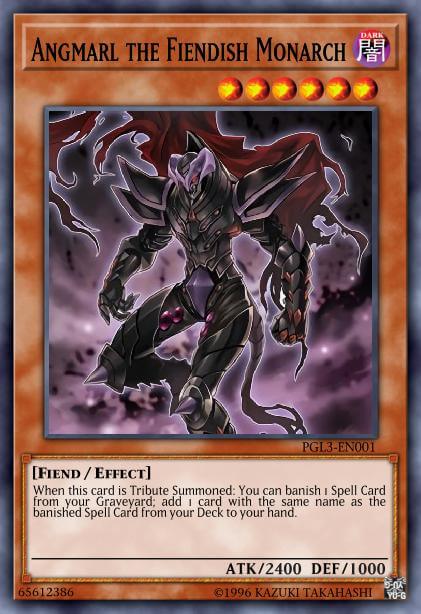 Angmarl the Fiendish Monarch
DARK
闇
PGL3-EN001
[Fiend / Effect]
When this card is Tribute Summoned: You can banish 1 Spell Card
from your Graveyard; add 1 card with the same name as the
banished Spell Card from your Deck to your hand.
ATK/2400 DEF/1000
65612386
©1996 KAZUKI TAKAHASHI